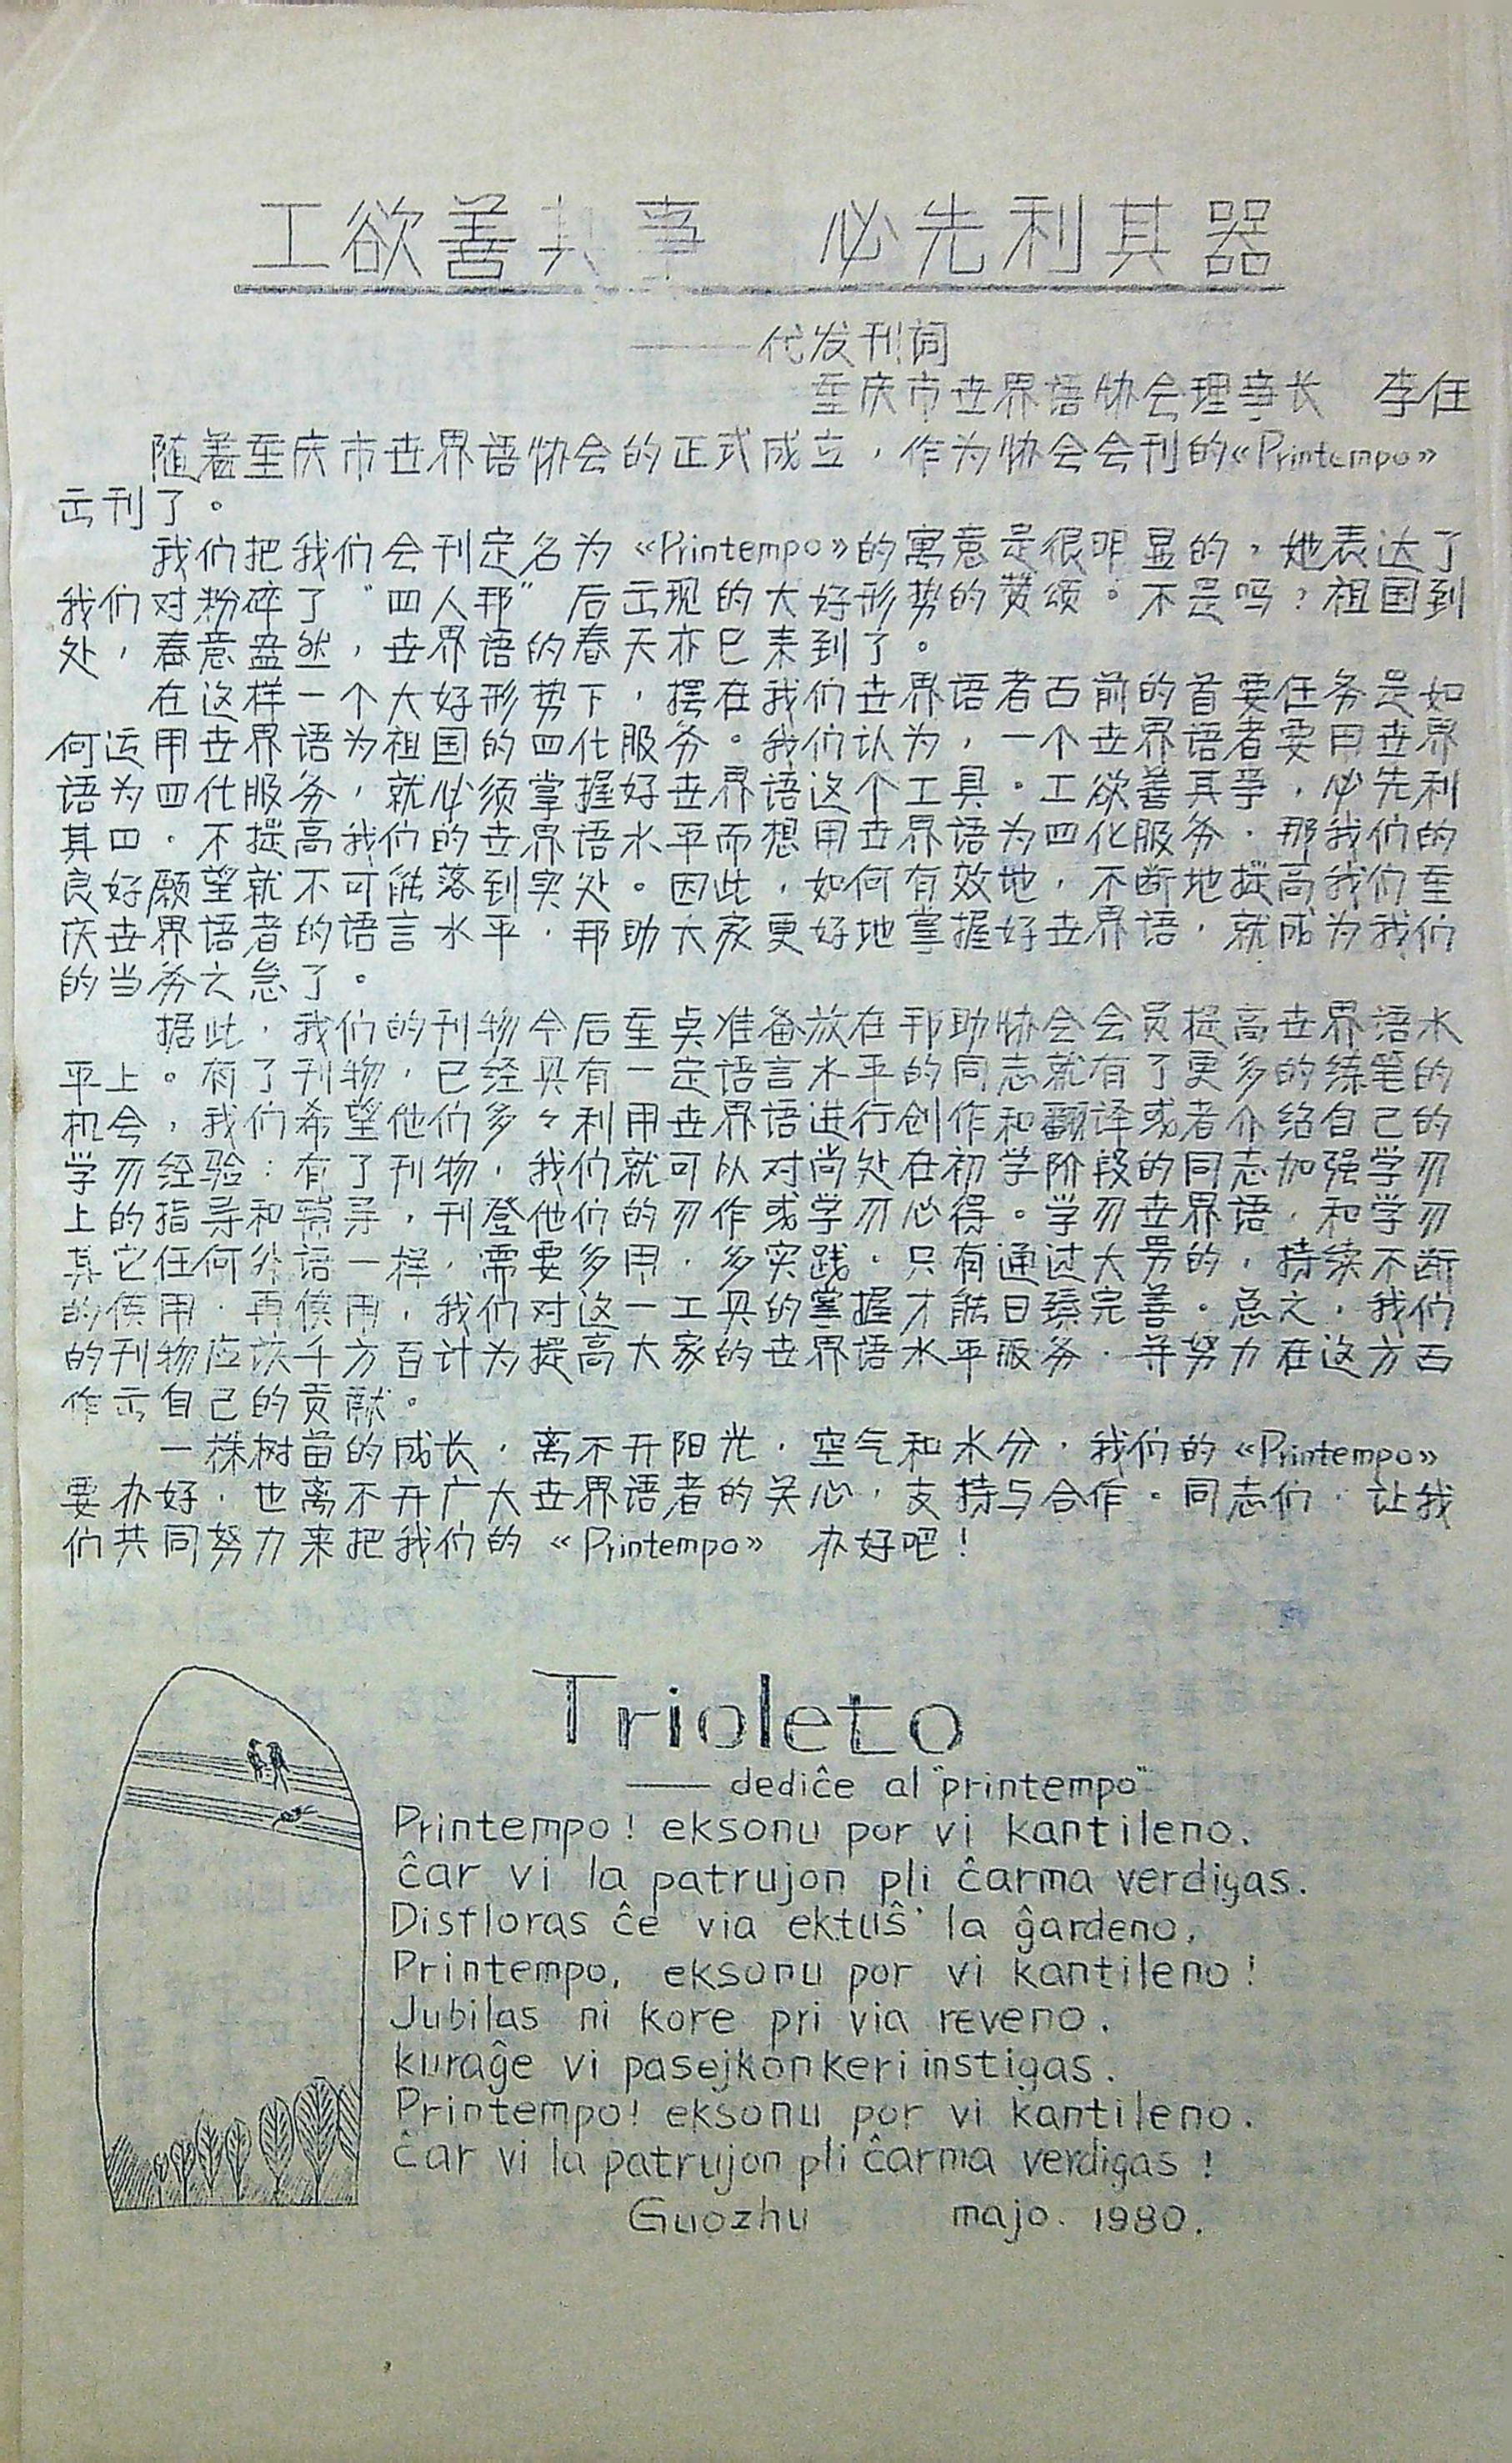 工欲善其事 必先利其器
——代发刊词
重庆市世界语协会理事长 李任
随着重庆市世界语协会的正式成立，作为协会会刊的《Printempo》
出刊了。
我们把我们会刊定名为《Printempo》的寓意是很明显的，她表达了
我们对粉碎了“四人邦”后出现的大好形势的赞颂。不是吗？祖国到
处，春意盎然，世界语的春天亦已来到了。
在这样一个大好形势下，摆在我们世界语者面前的首要任务是如
何运用世界语为祖国的四化服务。我们认为，一个世界语者要用世界
语为四化服务，就必须掌握好世界语这个工具。工欲善其事，必先利
其四。不提高我们的世界语水平而想用世界语为四化服务，那我们的
良好愿望就不可能落到实处。因此，如何有效地，不断地提高我们重
庆世界语者的语言水平，邦助大家更好地掌握好世界语，就成为我们
的当务之急了。
据此，我们的刊物今后重点准备放在邦助协会会员提高世界语水
平上。有了刊物，已经具有一定语言水平的同志就有了更多的练笔的
机会，我们希望他们多々利用世界语进行创作和翻译或者介绍自己的
学习经验；有了刊物，我们就可以对尚处在初学阶段的同志加强学习
上的指导和辅导，刊登他们的习作或学习心得。学习世界语，和学习
其它任何外语一样，需要多用，多实践。只有通过大量的，持续不断
的使用，再使用，我们对这一工具的掌握才能日臻完善。总之，我们
的刊物应该千方百计为提高大家的世界语水平服务，并努力在这方面
作出自己的贡献。
一株树苗的成长，离不开阳光，空气和水分，我们的《Printempo》
要办好，也离不开广大世界语者的关心，支持与合作。同志们，让我
们共同努力来把我们的《Printempo》办好吧！
Trioleto
—— dediĉe al "printempo"
Printempo! eksonu por vi kantileno,
ĉar vi la patrujon pli ĉarma verdigas.
Disfloras ĉe via ektuŝ' la ĝardeno,
Printempo, eksonu por vi kantileno!
Jubilas ni kore pri via reveno,
kuraĝe vi pasejkonkeri instigas.
Printempo! eksonu por vi kantileno,
Ĉar vi la patrujon pli ĉarma verdigas!
Guozhu majo. 1980.